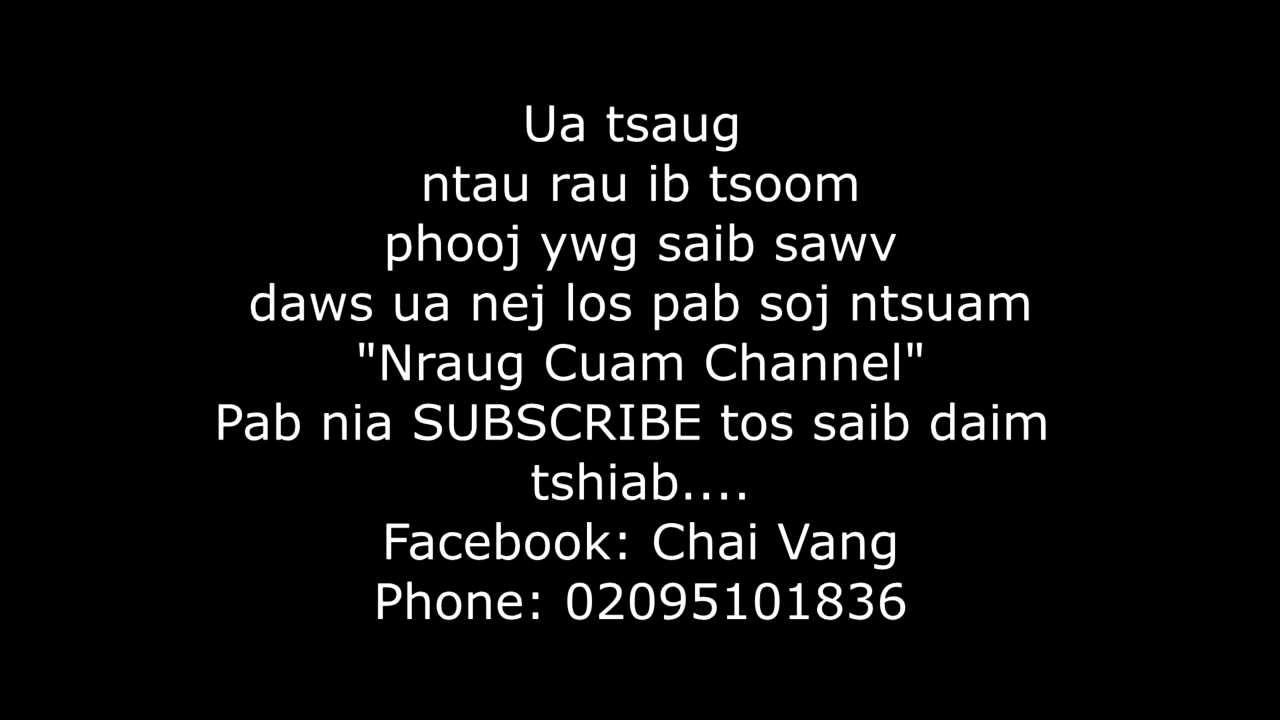 Ua tsaug
ntau rau ib tsoom
phooj ywg saib sawv
daws ua nej los pab soj ntsuam
"Nraug Cuam Channel"
Pab nia SUBSCRIBE tos saib daim
tshiab....
Facebook: Chai Vang
Phone: 02095101836